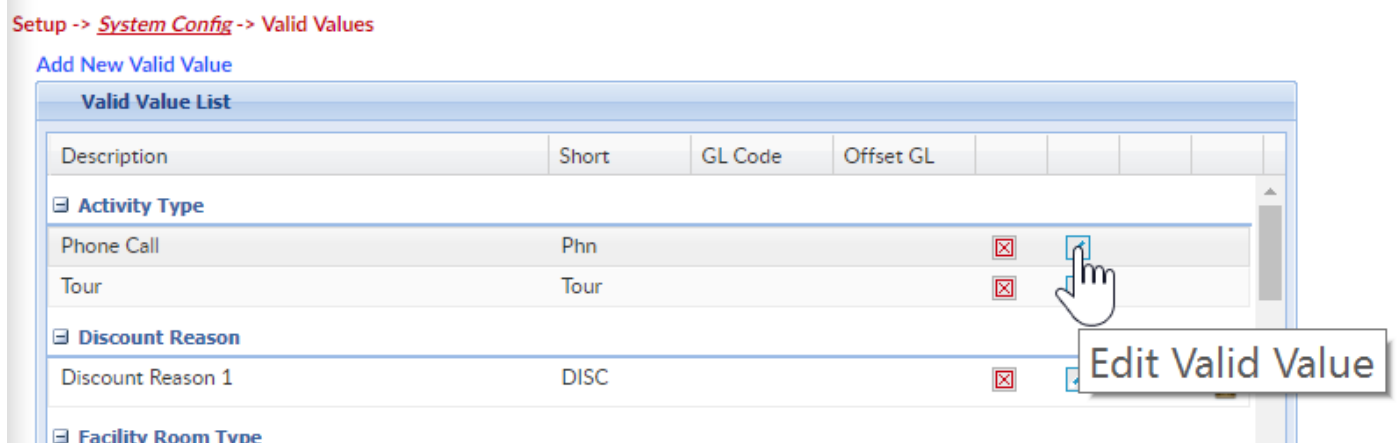 Setup -> System Config -> Valid Values
Add New Valid Value
Valid Value List
Description Short GL Code Offset GL
Activity Type
Phone Call Phn
Tour Tour
Discount Reason
Discount Reason 1 DISC
Edit Valid Value
Facility Room Type